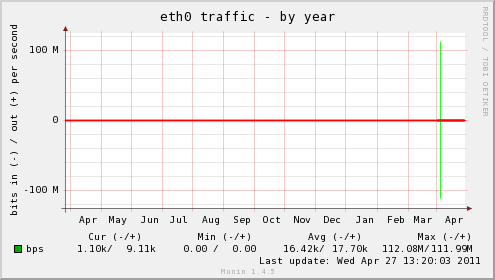 eth0 traffic - by year
RRDTOOL / TOBI OETIKER
bits in (-) / out (+) per second
100 M
0
-100 M
Apr May Jun Jul Aug Sep Oct Nov Dec Jan Feb Mar Apr
Cur (-/+) Min (-/+) Avg (-/+) Max (-/+)
bps 1.10k/ 9.11k 0.00 / 0.00 16.42k/ 17.70k 112.08M/111.99M
Last update: Wed Apr 27 13:20:03 2011
Munin 1.4.5